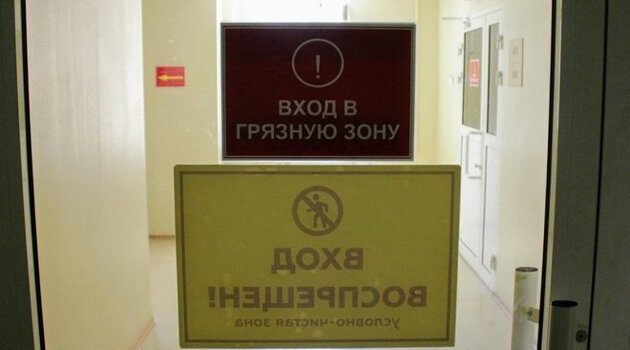 !
ВХОД В
ГРЯЗНУЮ ЗОНУ
ВХОД
ВОСПРЕЩЕН!
УСЛОВНО-ЧИСТАЯ ЗОНА